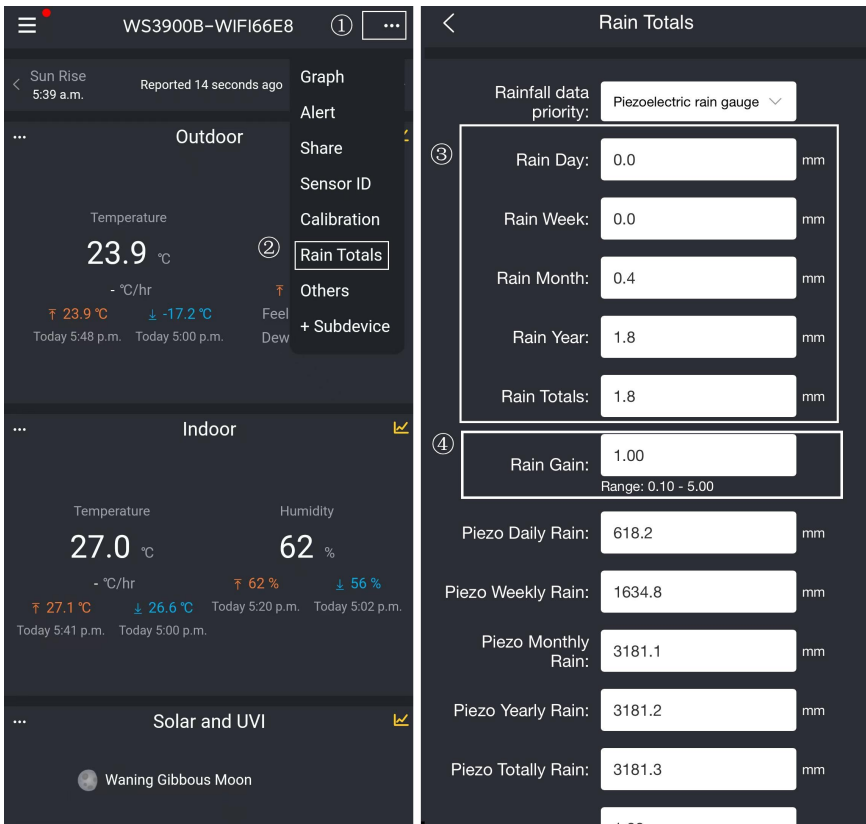 WS3900B-WIFI66E8
①
Sun Rise
5:39 a.m.
Reported 14 seconds ago
Graph
Alert
Share
Sensor ID
Calibration
② Rain Totals
Others
+ Subdevice
Outdoor
Temperature
23.9 ℃
- ℃/hr
23.9 ℃ -17.2 ℃ Feel
Today 5:48 p.m. Today 5:00 p.m. Dew
Indoor
Temperature Humidity
27.0 ℃ 62 %
- ℃/hr 62 % 56 %
27.1 ℃ 26.6 ℃ Today 5:20 p.m. Today 5:02 p.m.
Today 5:41 p.m. Today 5:00 p.m.
Solar and UVI
Waning Gibbous Moon
Rain Totals
Rainfall data
priority:
Piezoelectric rain gauge
③
Rain Day: 0.0 mm
Rain Week: 0.0 mm
Rain Month: 0.4 mm
Rain Year: 1.8 mm
Rain Totals: 1.8 mm
④
Rain Gain: 1.00
Range: 0.10 - 5.00
Piezo Daily Rain: 618.2 mm
Piezo Weekly Rain: 1634.8 mm
Piezo Monthly
Rain:
3181.1 mm
Piezo Yearly Rain: 3181.2 mm
Piezo Totally Rain: 3181.3 mm